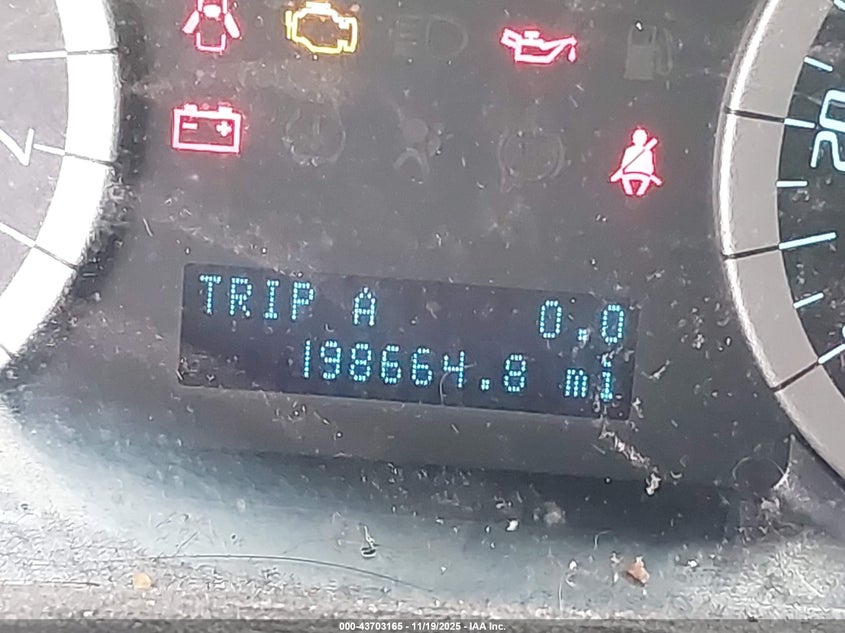 20
TRIP A 0.0
198664.8 mi
000-43703165 - 11/19/2025 - IAA Inc.